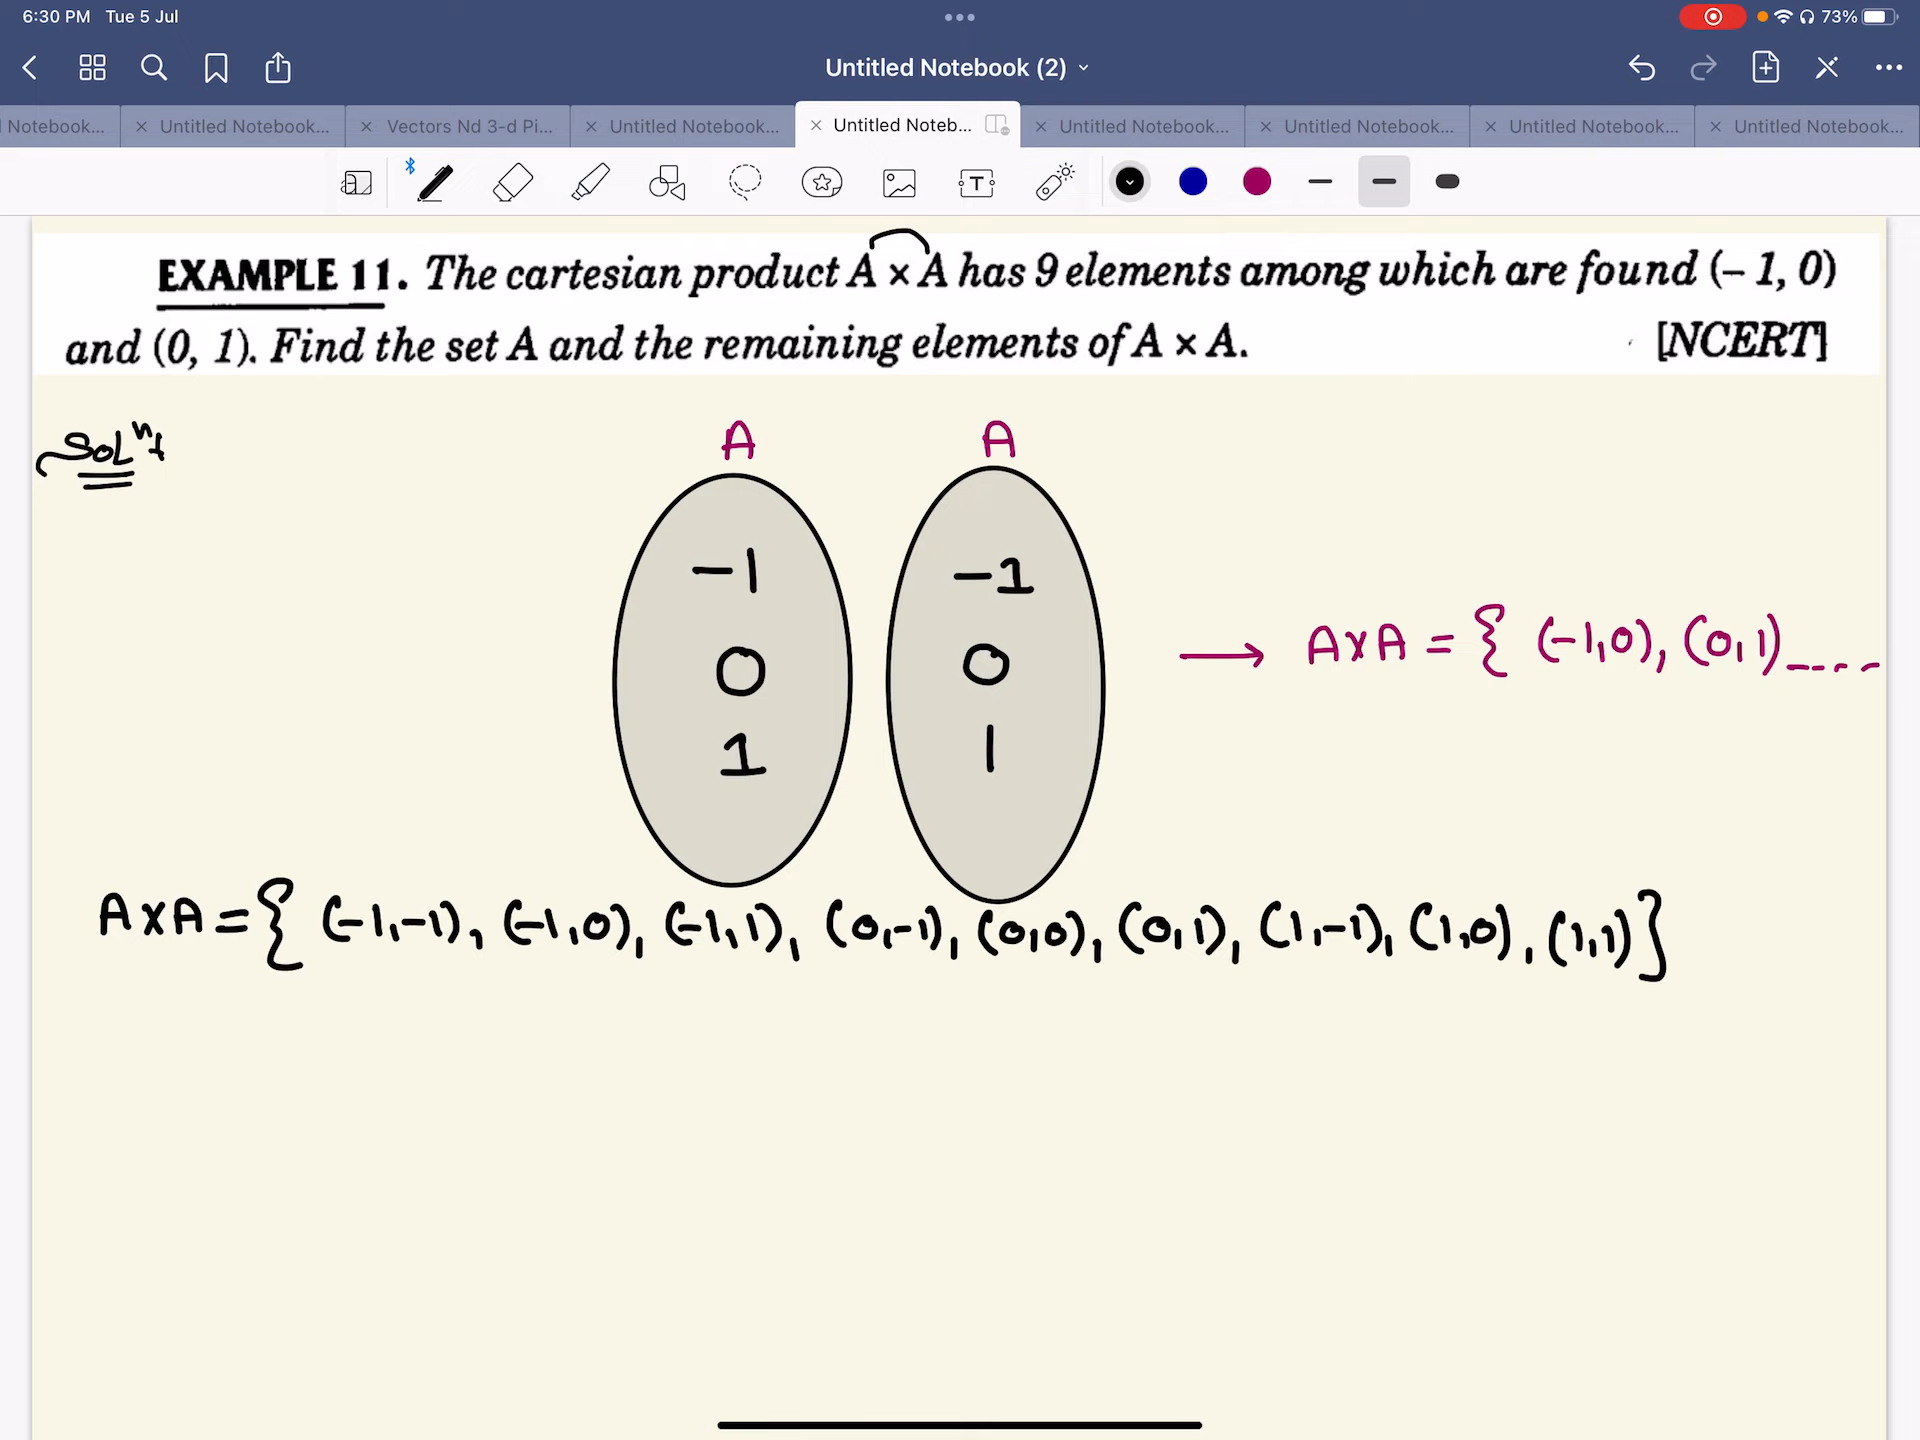 6:30 PM Tue 5 Jul
73%
Untitled Notebook (2)
Notebook... Untitled Notebook... Vectors Nd 3-d Pi... Untitled Notebook... Untitled Noteb... Untitled Notebook... Untitled Notebook... Untitled Notebook... Untitled Notebook...
EXAMPLE 11. The cartesian product A × A has 9 elements among which are found (– 1, 0)
and (0, 1). Find the set A and the remaining elements of A × A. [NCERT]
Solⁿ:
A A
-1 -1
0 0
1 1
→ A×A = { (-1,0), (0,1) -----
A×A = { (-1,-1), (-1,0), (-1,1), (0,-1), (0,0), (0,1), (1,-1), (1,0), (1,1) }